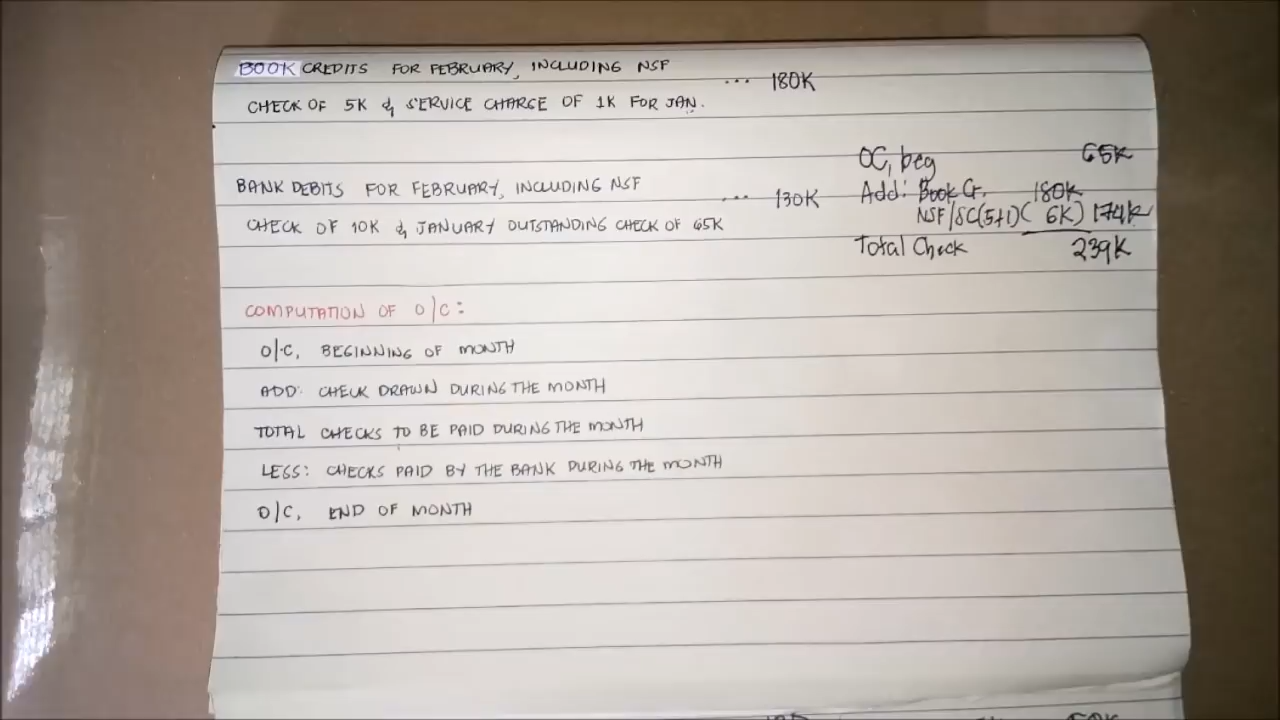 BOOK CREDITS FOR FEBRUARY, INCLUDING NSF
CHECK OF 5K & SERVICE CHARGE OF 1K FOR JAN.
... 180K
BANK DEBITS FOR FEBRUARY, INCLUDING NSF
CHECK OF 10K & JANUARY OUTSTANDING CHECK OF 65K
... 130K
OC, beg 65K
Add: Book Cr. 180K
NSF/SC(5+1) (6K) 174K
Total Check 239K
COMPUTATION OF O/C:
O/C, BEGINNING OF MONTH
ADD: CHECK DRAWN DURING THE MONTH
TOTAL CHECKS TO BE PAID DURING THE MONTH
LESS: CHECKS PAID BY THE BANK DURING THE MONTH
O/C, END OF MONTH